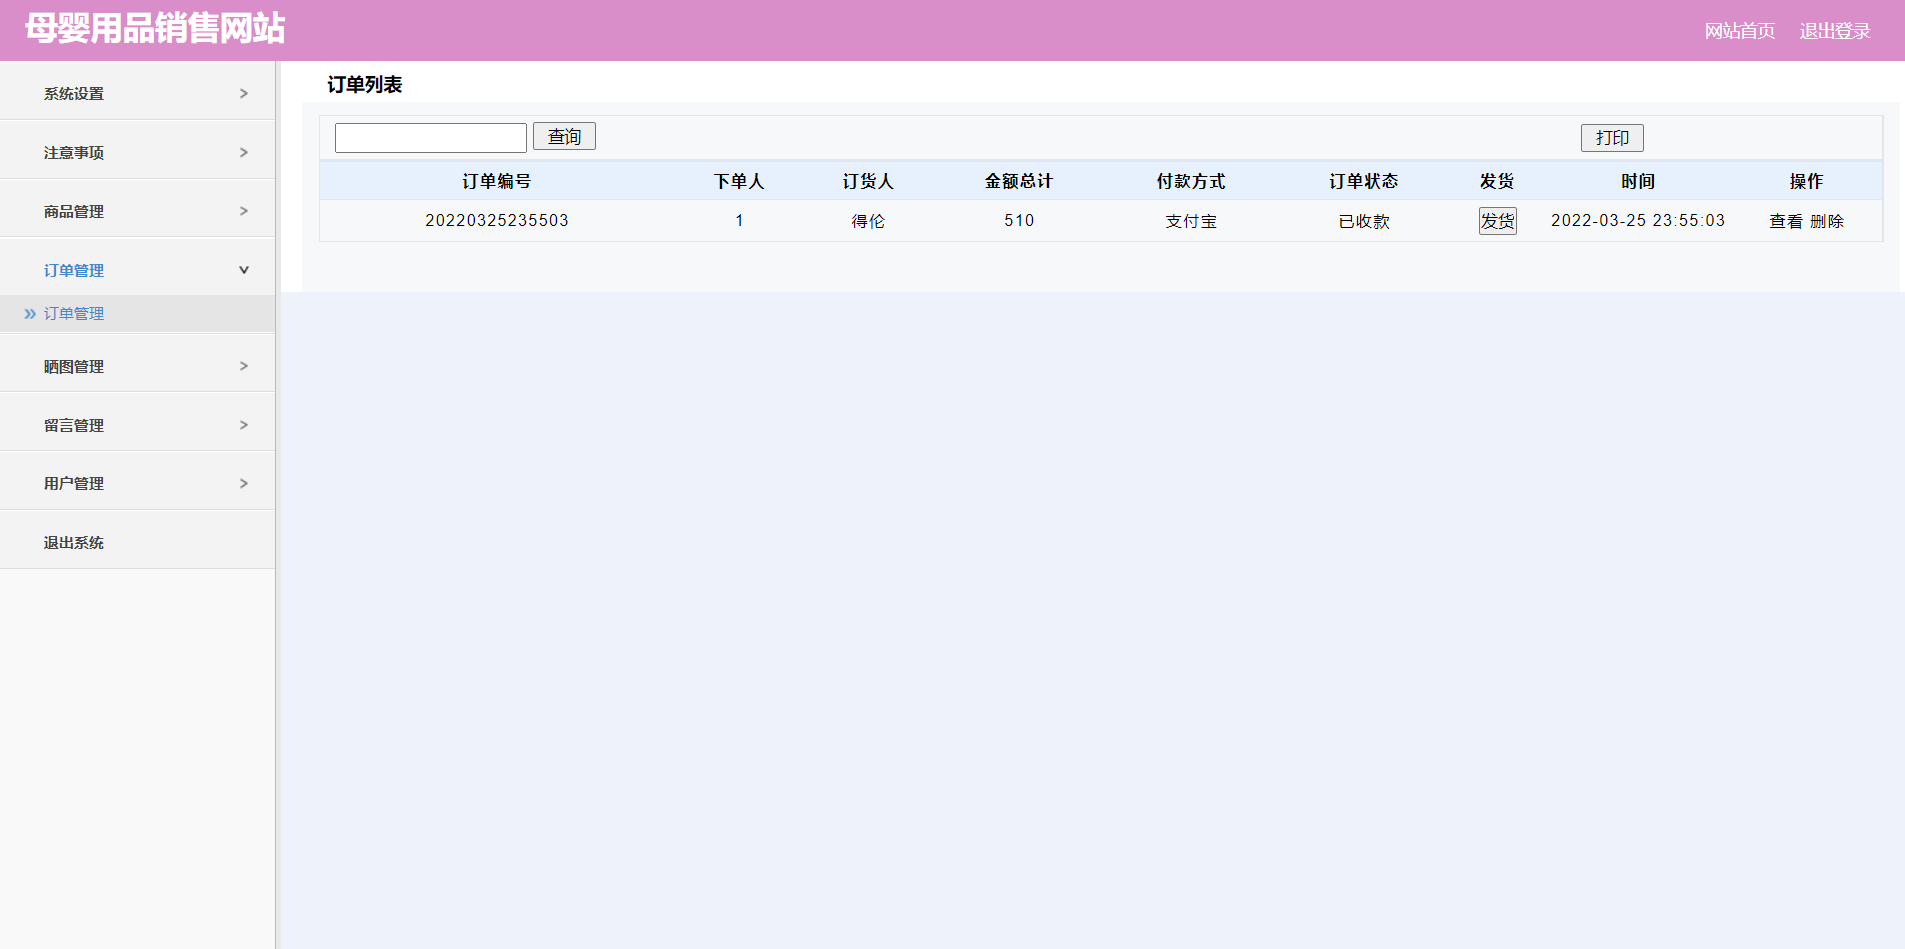 母婴用品销售网站
网站首页 退出登录
系统设置 >
注意事项 >
商品管理 >
订单管理
» 订单管理
晒图管理 >
留言管理 >
用户管理 >
退出系统
订单列表
查询 打印
订单编号 下单人 订货人 金额总计 付款方式 订单状态 发货 时间 操作
20220325235503 1 得伦 510 支付宝 已收款 发货 2022-03-25 23:55:03 查看 删除